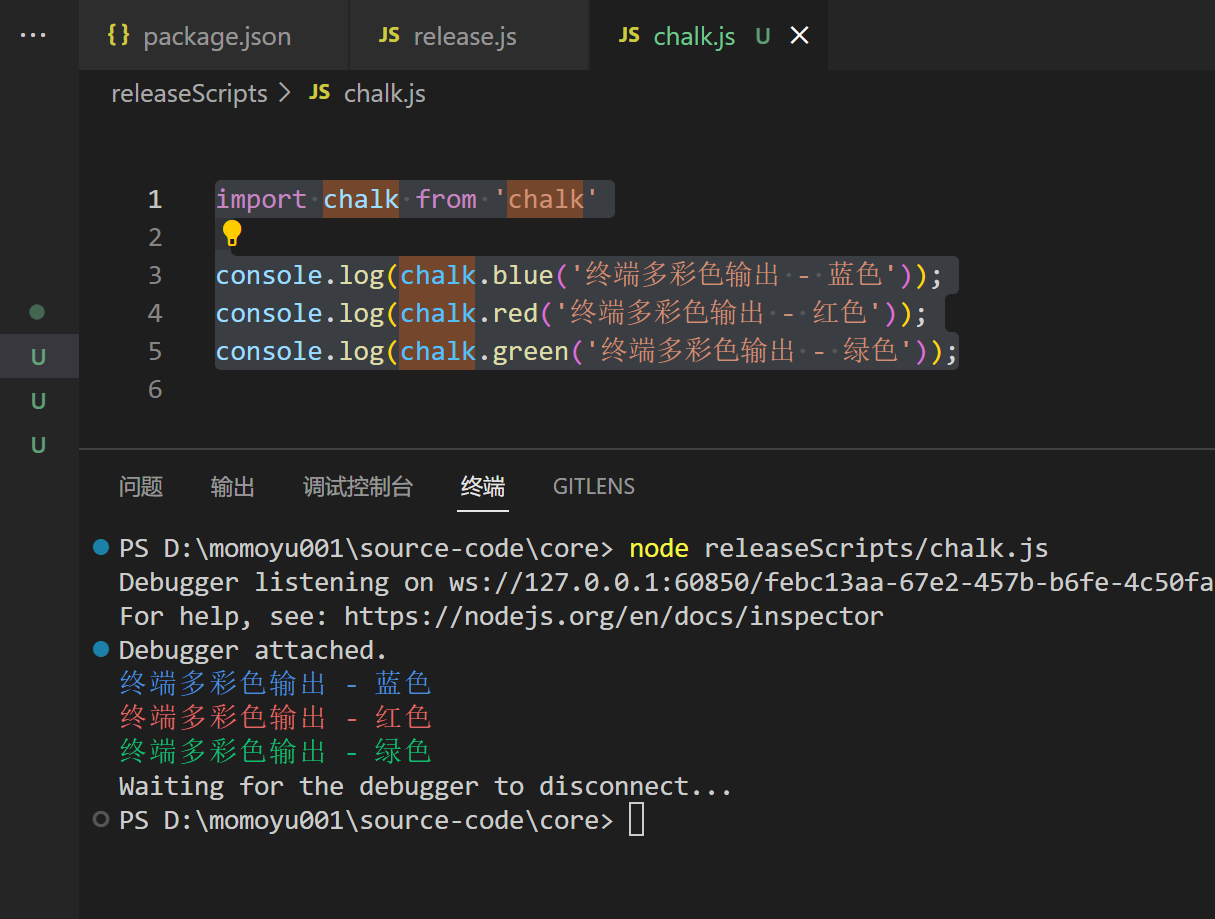 ... {} package.json JS release.js JS chalk.js U ×
releaseScripts > JS chalk.js
1 import chalk from 'chalk'
2
3 console.log(chalk.blue('终端多彩色输出 - 蓝色'));
4 console.log(chalk.red('终端多彩色输出 - 红色'));
U 5 console.log(chalk.green('终端多彩色输出 - 绿色'));
6
U
U
问题 输出 调试控制台 终端 GITLENS
PS D:\momoyu001\source-code\core> node releaseScripts/chalk.js
Debugger listening on ws://127.0.0.1:60850/febc13aa-67e2-457b-b6fe-4c50fa
For help, see: https://nodejs.org/en/docs/inspector
Debugger attached.
终端多彩色输出 - 蓝色
终端多彩色输出 - 红色
终端多彩色输出 - 绿色
Waiting for the debugger to disconnect...
PS D:\momoyu001\source-code\core>